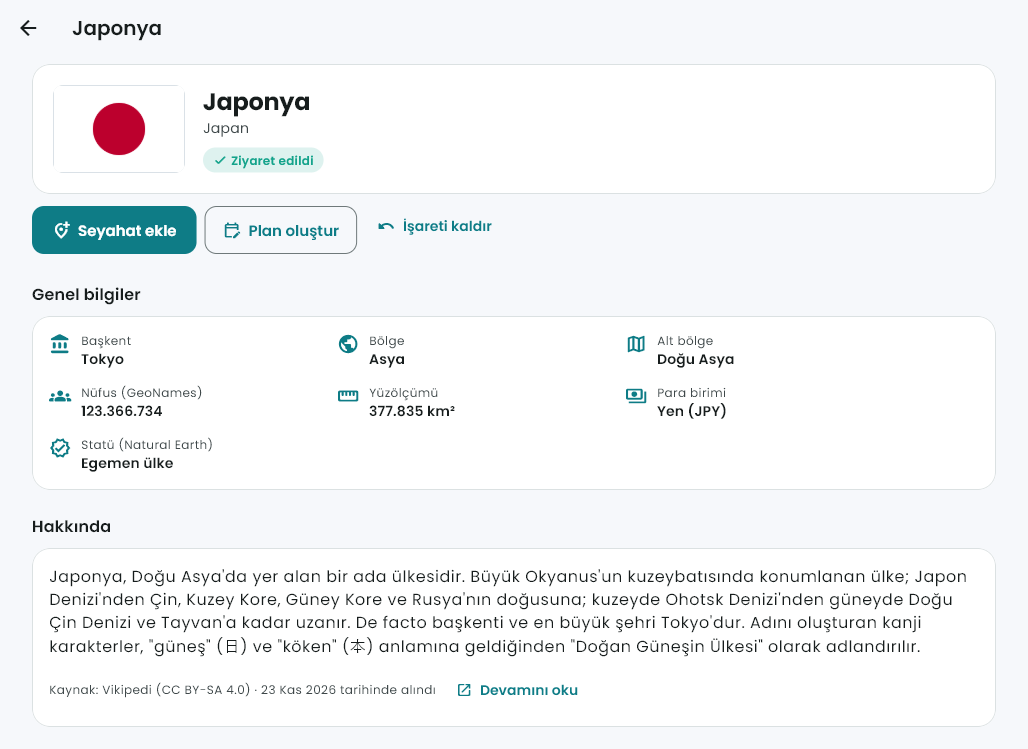 Japonya
Japonya
Japan
Ziyaret edildi
Seyahat ekle
Plan oluştur
İşareti kaldır
Genel bilgiler
Başkent
Tokyo
Bölge
Asya
Alt bölge
Doğu Asya
Nüfus (GeoNames)
123.366.734
Yüzölçümü
377.835 km²
Para birimi
Yen (JPY)
Statü (Natural Earth)
Egemen ülke
Hakkında
Japonya, Doğu Asya'da yer alan bir ada ülkesidir. Büyük Okyanus'un kuzeybatısında konumlanan ülke; Japon
Denizi'nden Çin, Kuzey Kore, Güney Kore ve Rusya'nın doğusuna; kuzeyde Ohotsk Denizi'nden güneyde Doğu
Çin Denizi ve Tayvan'a kadar uzanır. De facto başkenti ve en büyük şehri Tokyo'dur. Adını oluşturan kanji
karakterler, "güneş" (日) ve "köken" (本) anlamına geldiğinden "Doğan Güneşin Ülkesi" olarak adlandırılır.
Kaynak: Vikipedi (CC BY-SA 4.0) · 23 Kas 2026 tarihinde alındı
Devamını oku